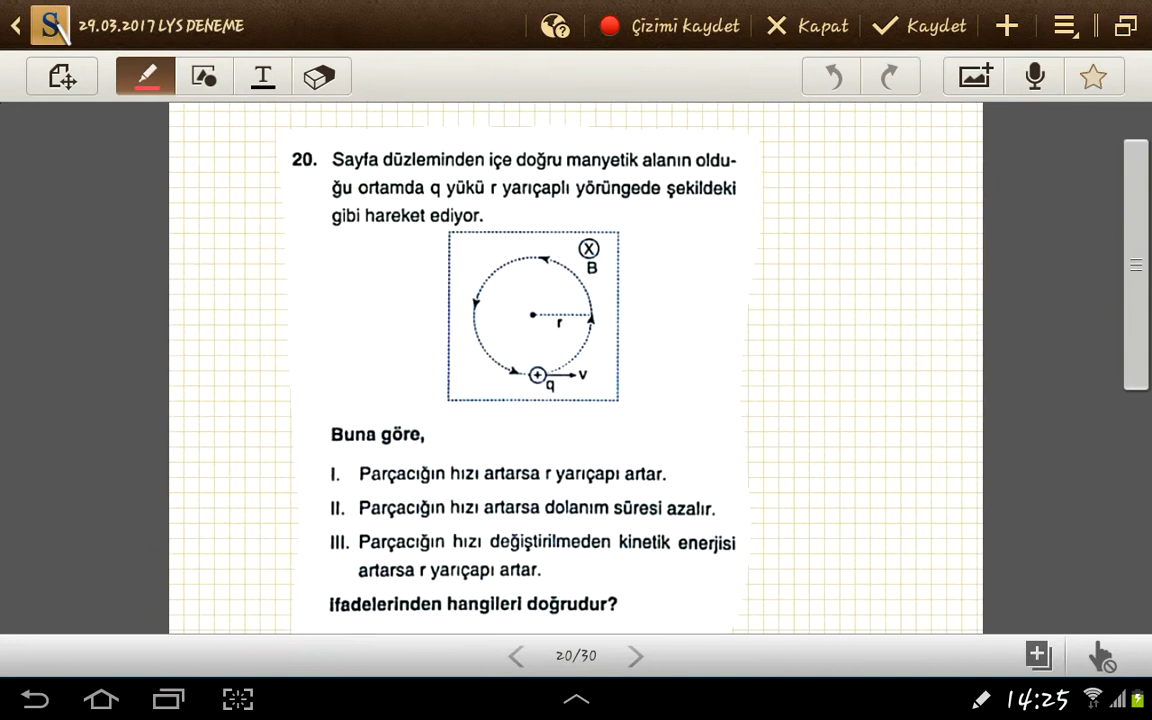 29.03.2017 LYS DENEME
Çizimi kaydet
Kapat
Kaydet
T
20. Sayfa düzleminden içe doğru manyetik alanın oldu-
ğu ortamda q yükü r yarıçaplı yörüngede şekildeki
gibi hareket ediyor.
X
B
r
+
v
q
Buna göre,
I. Parçacığın hızı artarsa r yarıçapı artar.
II. Parçacığın hızı artarsa dolanım süresi azalır.
III. Parçacığın hızı değiştirilmeden kinetik enerjisi
artarsa r yarıçapı artar.
ifadelerinden hangileri doğrudur?
20/30
14:25